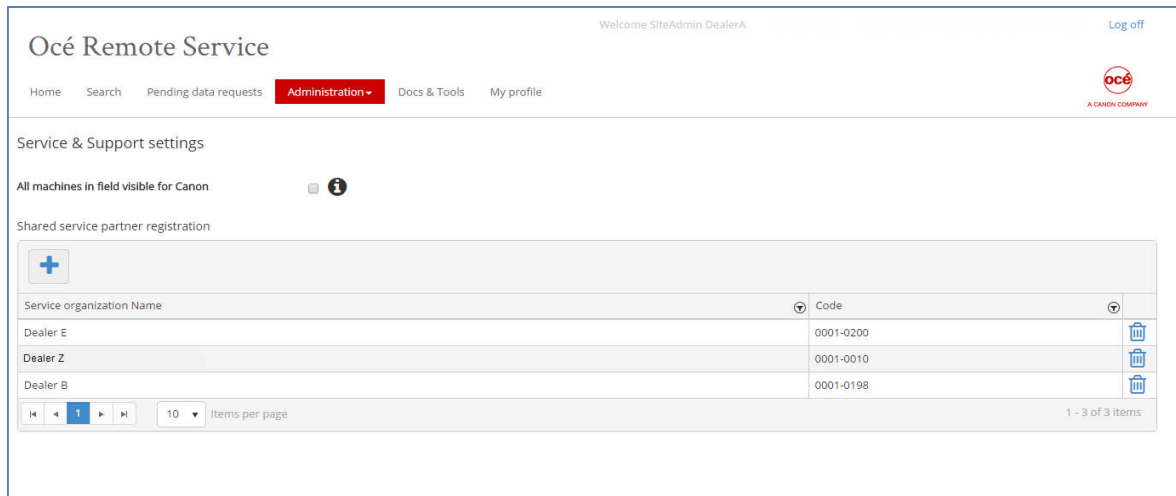 Welcome SiteAdmin DealerA
Log off
Océ Remote Service
Home Search Pending data requests Administration Docs & Tools My profile
océ
A CANON COMPANY
Service & Support settings
All machines in field visible for Canon
Shared service partner registration
Service organization Name Code
Dealer E 0001-0200
Dealer Z 0001-0010
Dealer B 0001-0198
1 10 Items per page 1 - 3 of 3 items